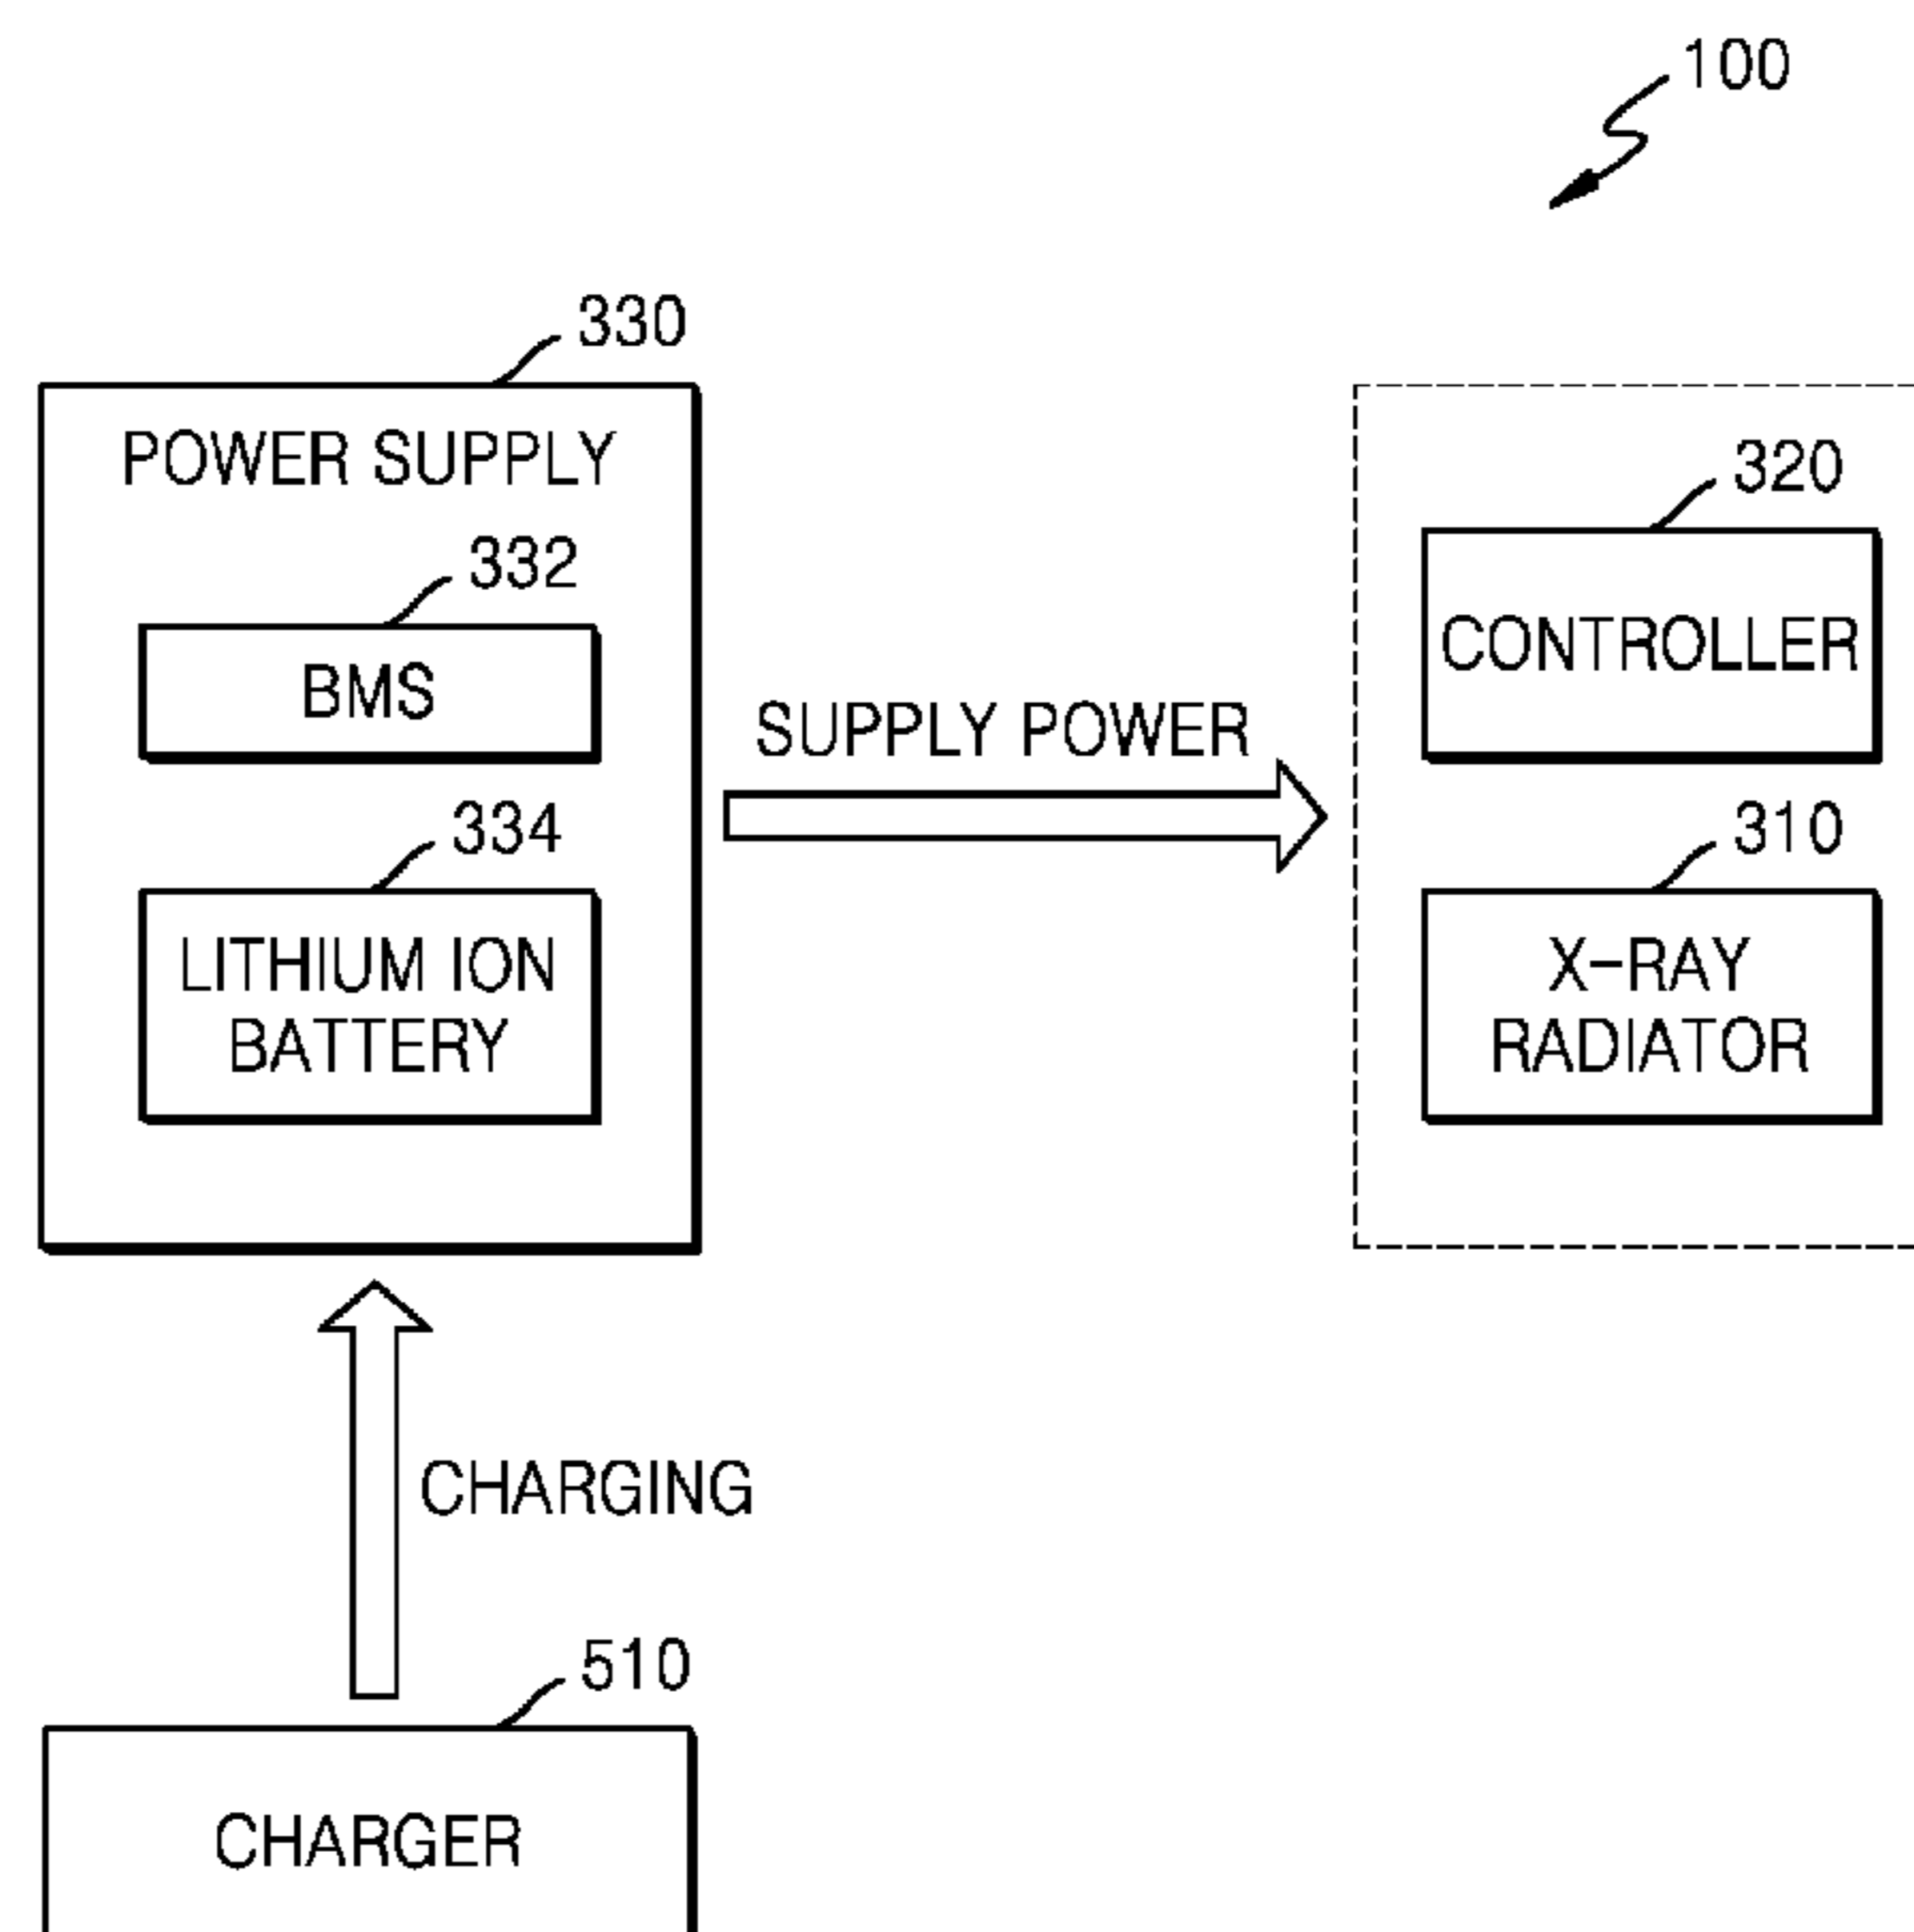 100
330
POWER SUPPLY
332
BMS
334
LITHIUM ION
BATTERY
SUPPLY POWER
320
CONTROLLER
310
X-RAY
RADIATOR
CHARGING
510
CHARGER